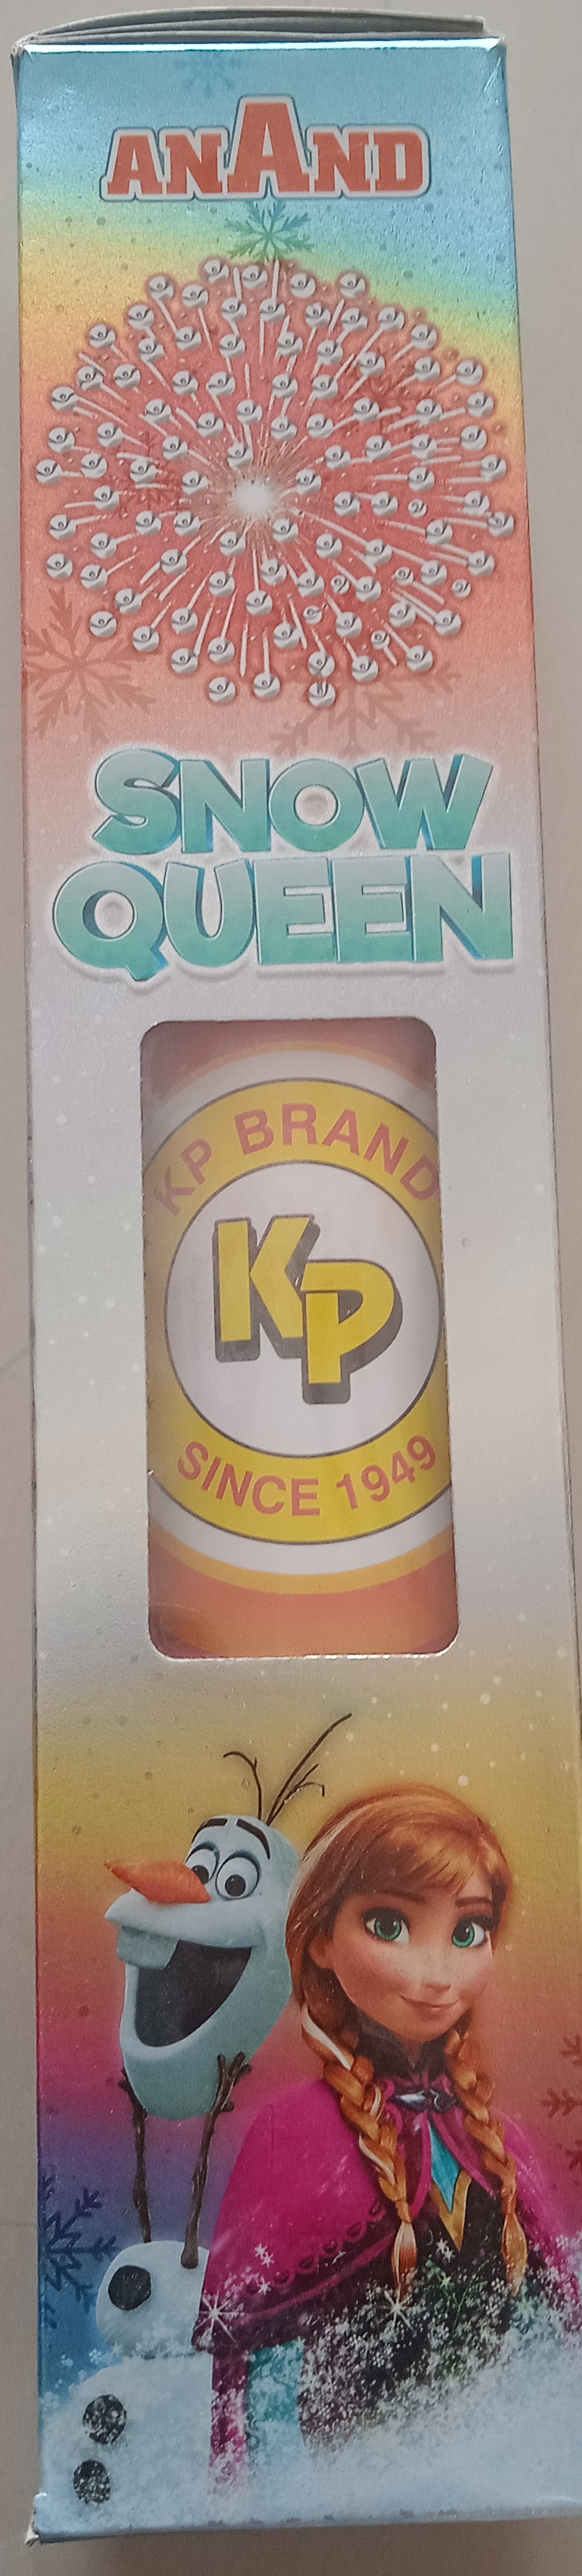 ANAND
SNOW
QUEEN
KP BRAND
KP
SINCE 1949